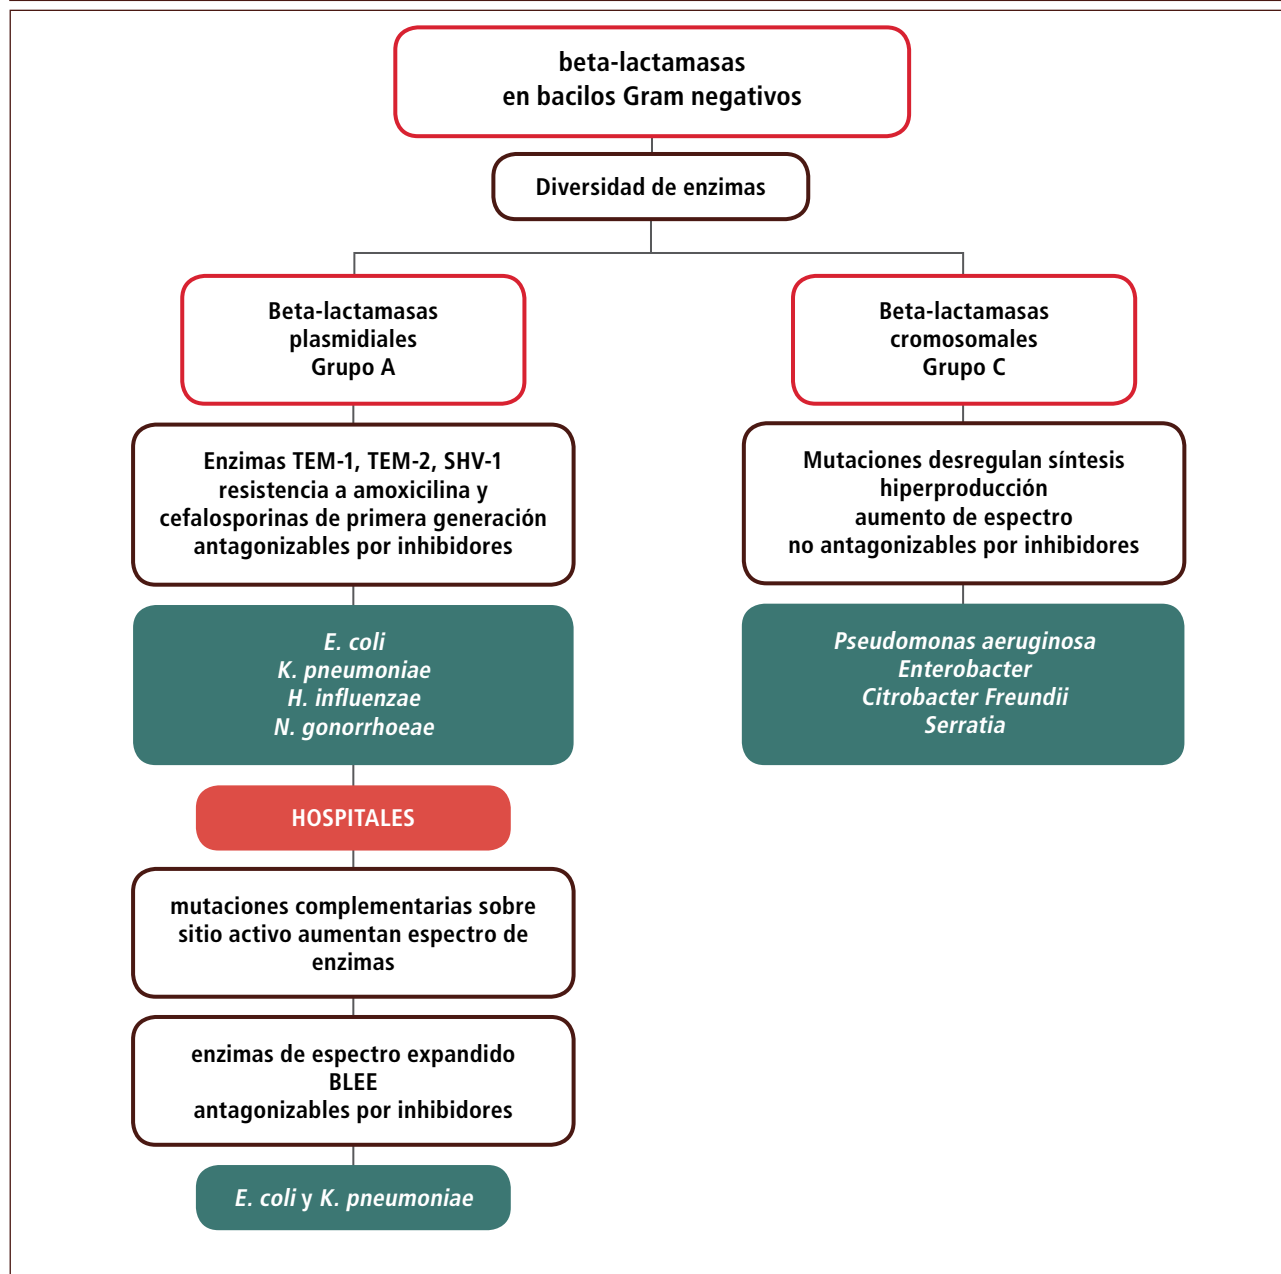 beta-lactamasas
en bacilos Gram negativos
Diversidad de enzimas
Beta-lactamasas
plasmidiales
Grupo A
Enzimas TEM-1, TEM-2, SHV-1
resistencia a amoxicilina y
cefalosporinas de primera generación
antagonizables por inhibidores
E. coli
K. pneumoniae
H. influenzae
N. gonorrhoeae
HOSPITALES
mutaciones complementarias sobre
sitio activo aumentan espectro de
enzimas
enzimas de espectro expandido
BLEE
antagonizables por inhibidores
E. coli y K. pneumoniae
Beta-lactamasas
cromosomales
Grupo C
Mutaciones desregulan síntesis
hiperproducción
aumento de espectro
no antagonizables por inhibidores
Pseudomonas aeruginosa
Enterobacter
Citrobacter Freundii
Serratia